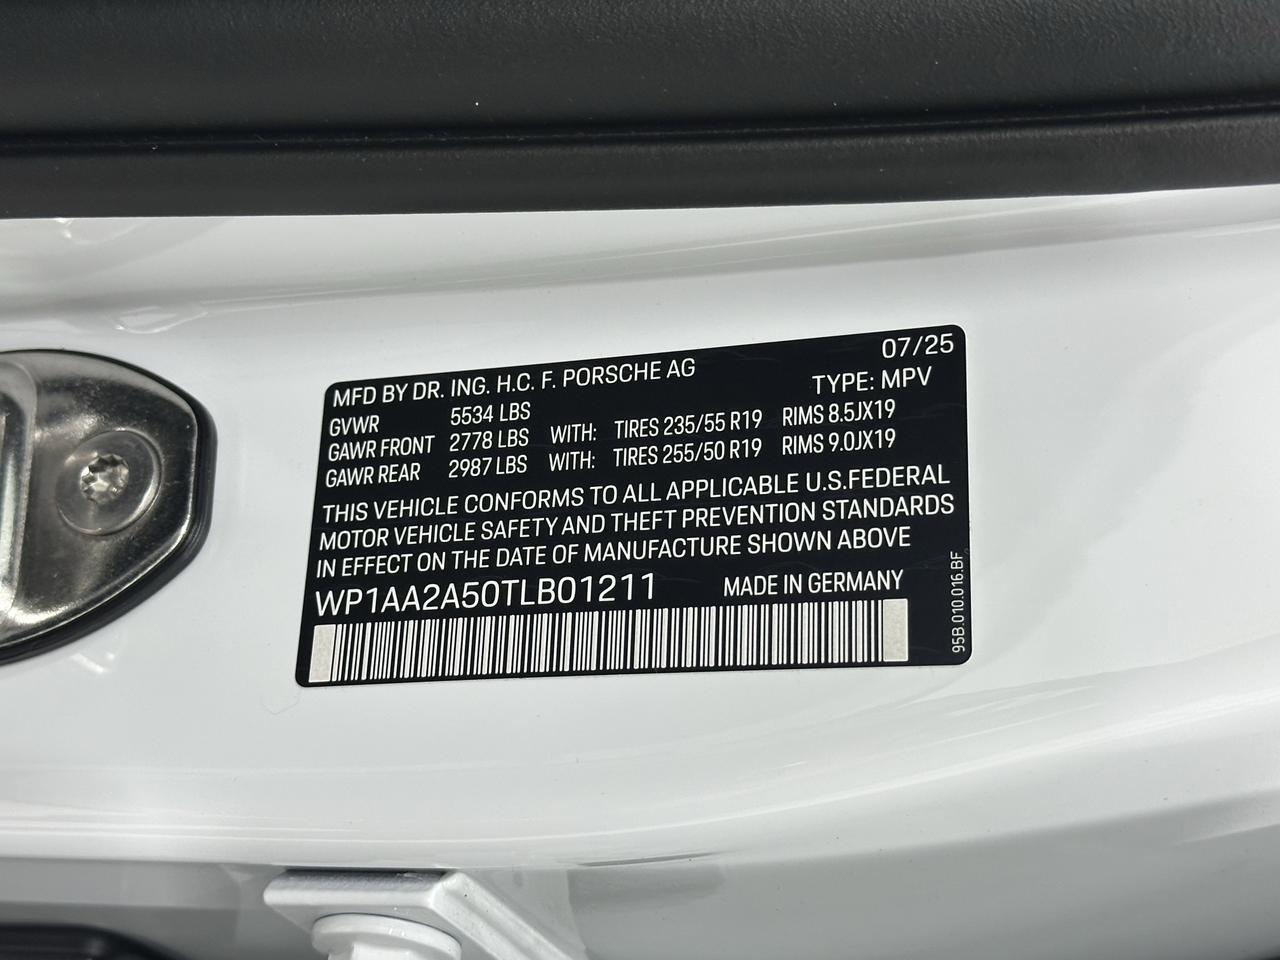 07/25
MFD BY DR. ING. H.C. F. PORSCHE AG
TYPE: MPV
GVWR 5534 LBS
GAWR FRONT 2778 LBS WITH: TIRES 235/55 R19 RIMS 8.5JX19
GAWR REAR 2987 LBS WITH: TIRES 255/50 R19 RIMS 9.0JX19
THIS VEHICLE CONFORMS TO ALL APPLICABLE U.S.FEDERAL
MOTOR VEHICLE SAFETY AND THEFT PREVENTION STANDARDS
IN EFFECT ON THE DATE OF MANUFACTURE SHOWN ABOVE
WP1AA2A50TLB01211 MADE IN GERMANY
95B.010.016.BF